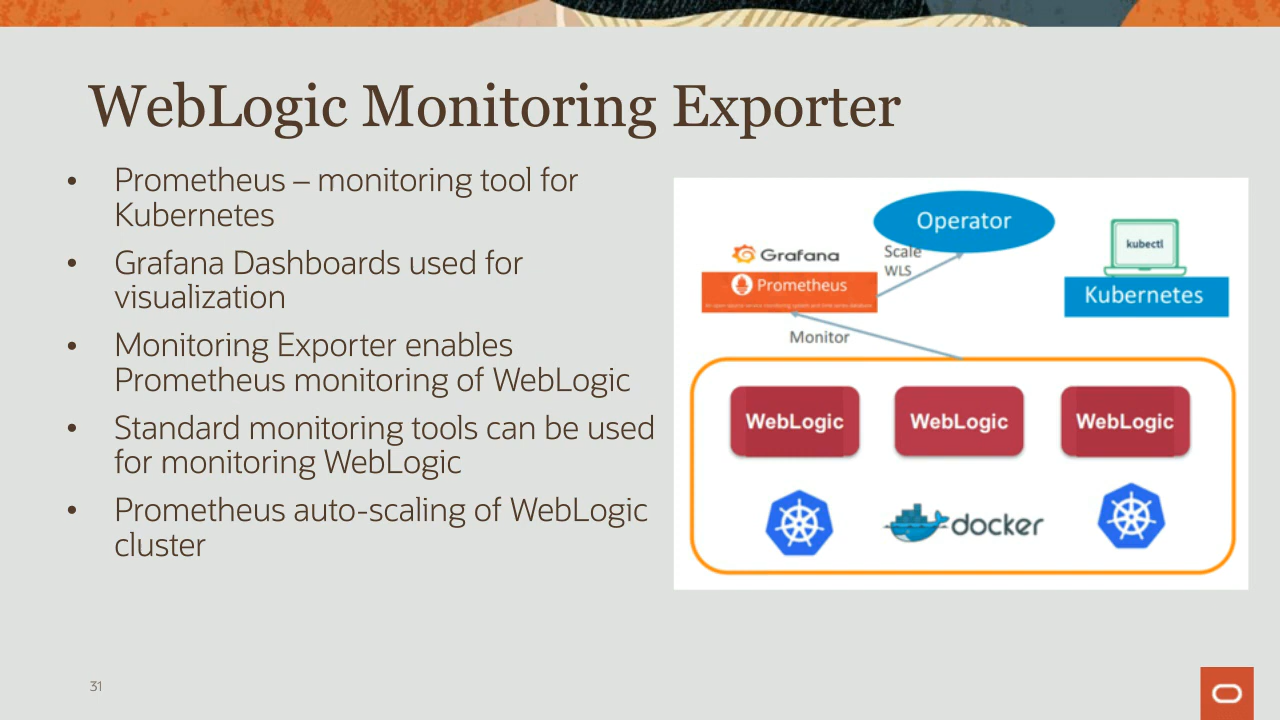 WebLogic Monitoring Exporter
• Prometheus – monitoring tool for
Kubernetes
• Grafana Dashboards used for
visualization
• Monitoring Exporter enables
Prometheus monitoring of WebLogic
• Standard monitoring tools can be used
for monitoring WebLogic
• Prometheus auto-scaling of WebLogic
cluster
Operator
kubectl
Grafana
Scale
WLS
Prometheus
Kubernetes
Monitor
WebLogic
WebLogic
WebLogic
docker
31